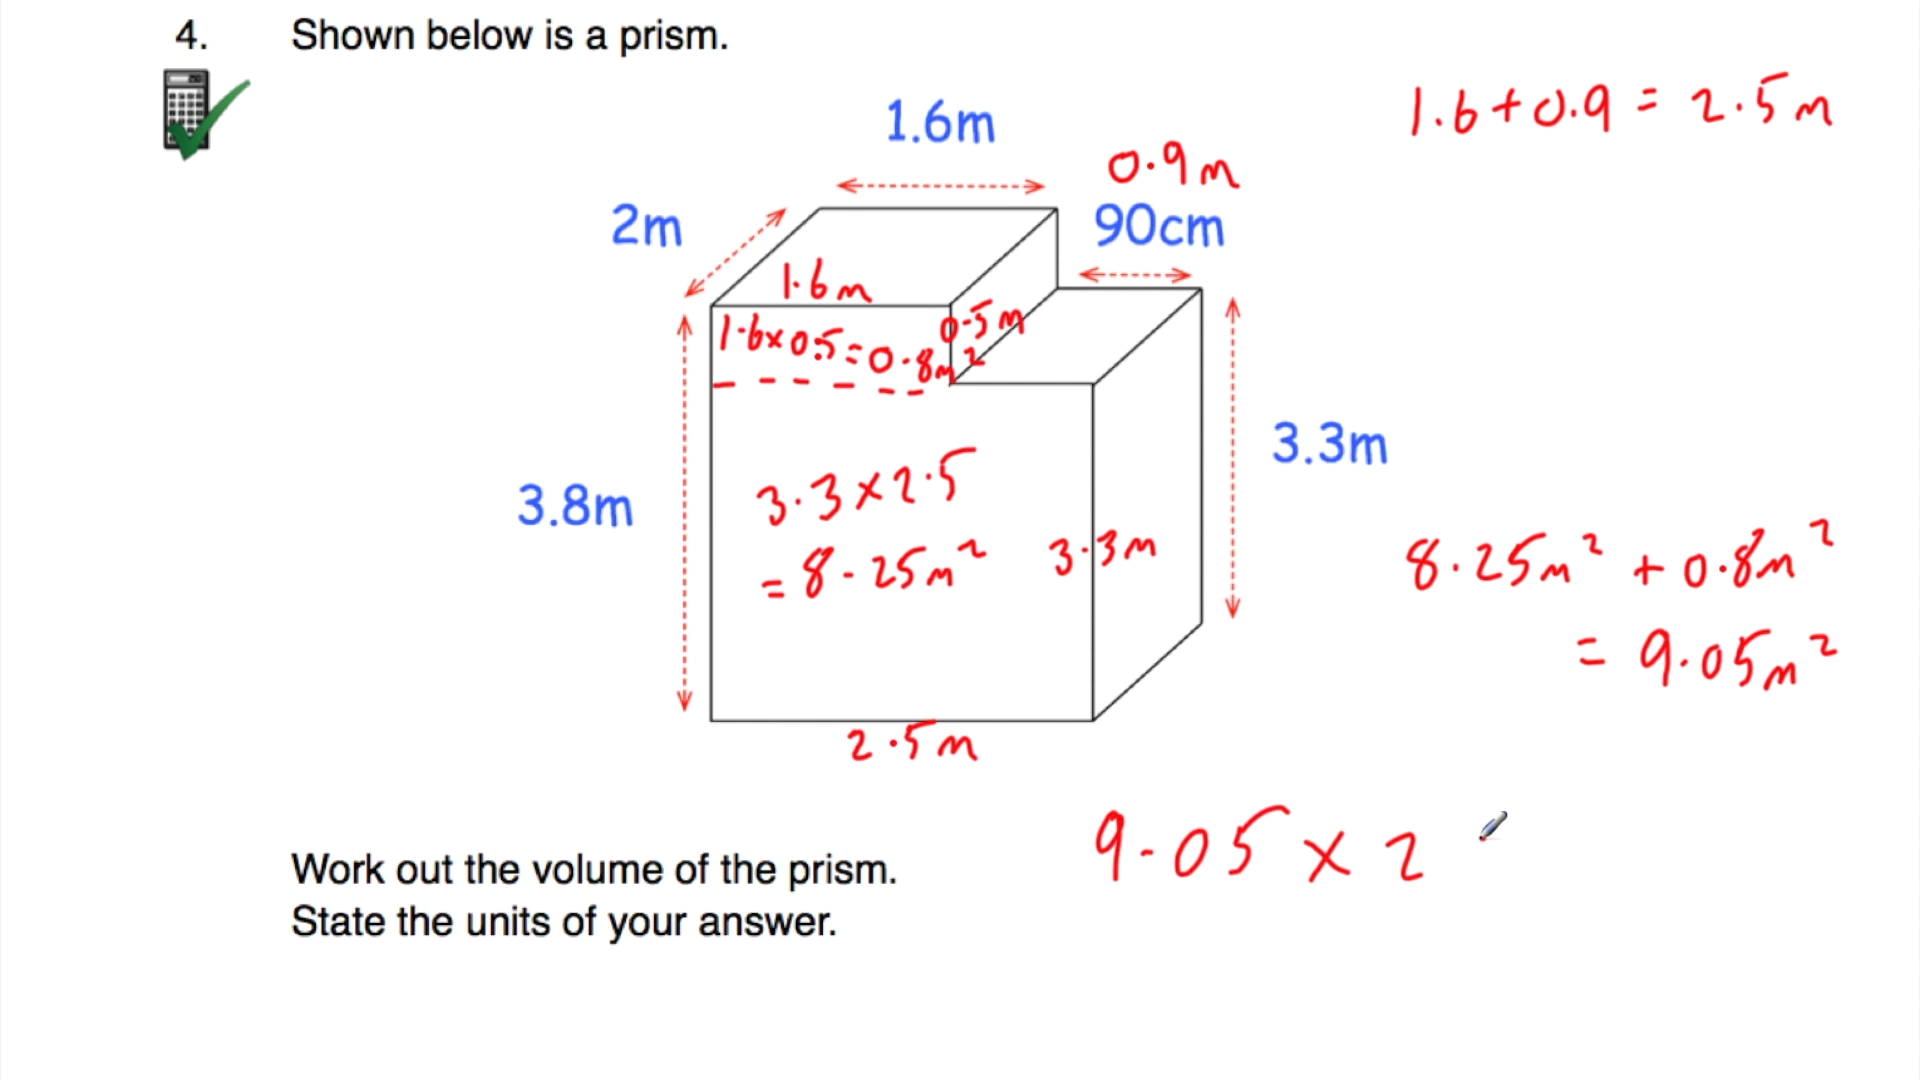 4. Shown below is a prism.
1.6m
1.6+0.9 = 2.5m
0.9m
2m
90cm
1.6m
0.5m
1.6×0.5=0.8m²
3.3m
3.8m
3.3×2.5
= 8.25m²
3.3m
8.25m² + 0.8m²
= 9.05m²
2.5m
9.05 × 2
Work out the volume of the prism.
State the units of your answer.